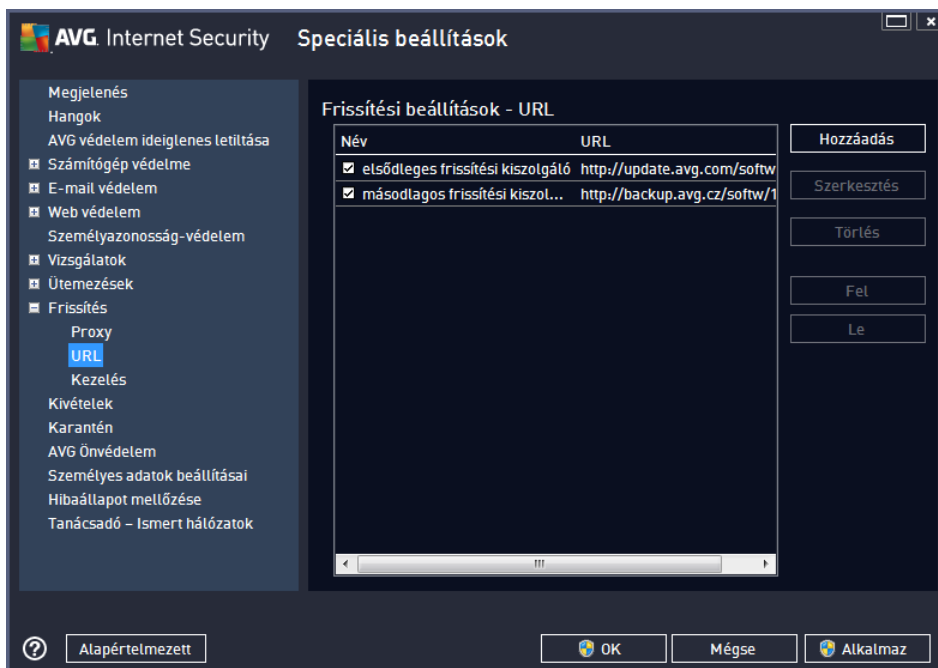 AVG. Internet Security Speciális beállítások
Megjelenés
Hangok
AVG védelem ideiglenes letiltása
Számítógép védelme
E-mail védelem
Web védelem
Személyazonosság-védelem
Vizsgálatok
Ütemezések
Frissítés
Proxy
URL
Kezelés
Kivételek
Karantén
AVG Önvédelem
Személyes adatok beállításai
Hibaállapot mellőzése
Tanácsadó – Ismert hálózatok
Frissítési beállítások - URL
Név URL
elsődleges frissítési kiszolgáló http://update.avg.com/softw
másodlagos frissítési kiszol... http://backup.avg.cz/softw/1
Hozzáadás
Szerkesztés
Törlés
Fel
Le
Alapértelmezett
OK
Mégse
Alkalmaz